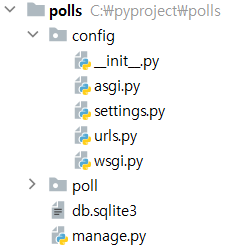 polls C:₩pyproject₩polls
config
__init__.py
asgi.py
settings.py
urls.py
wsgi.py
poll
db.sqlite3
manage.py